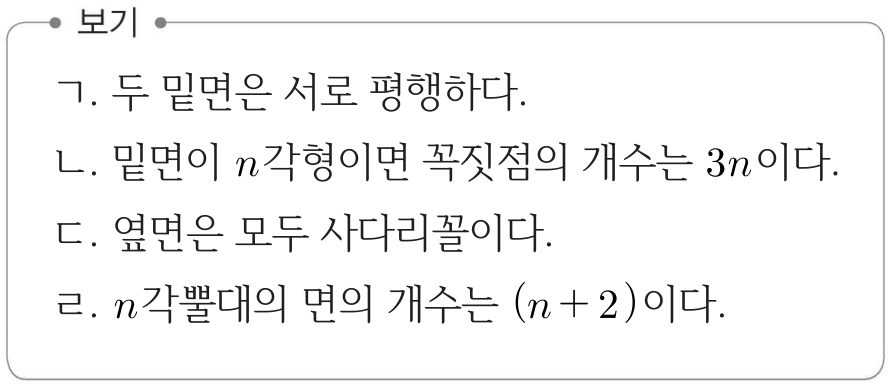 보기
ㄱ. 두 밑면은 서로 평행하다.
ㄴ. 밑면이 n각형이면 꼭짓점의 개수는 3n이다.
ㄷ. 옆면은 모두 사다리꼴이다.
ㄹ. n각뿔대의 면의 개수는 (n+2)이다.